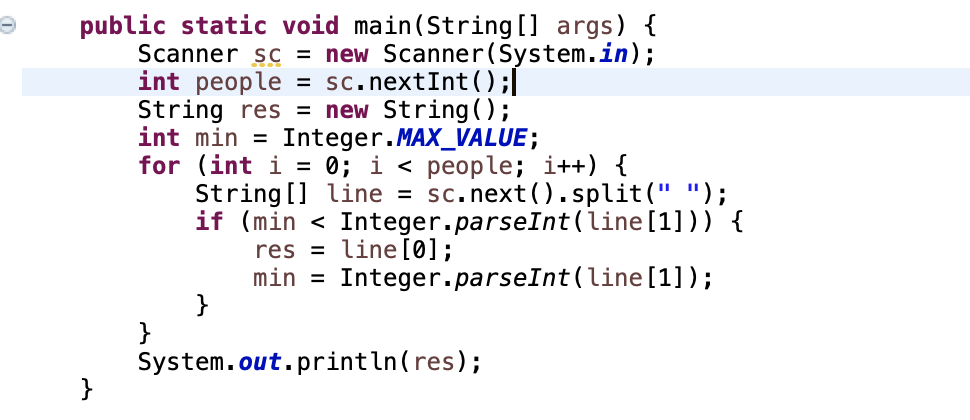 public static void main(String[] args) {
    Scanner sc = new Scanner(System.in);
    int people = sc.nextInt();
    String res = new String();
    int min = Integer.MAX_VALUE;
    for (int i = 0; i < people; i++) {
        String[] line = sc.next().split(" ");
        if (min < Integer.parseInt(line[1])) {
            res = line[0];
            min = Integer.parseInt(line[1]);
        }
    }
    System.out.println(res);
}